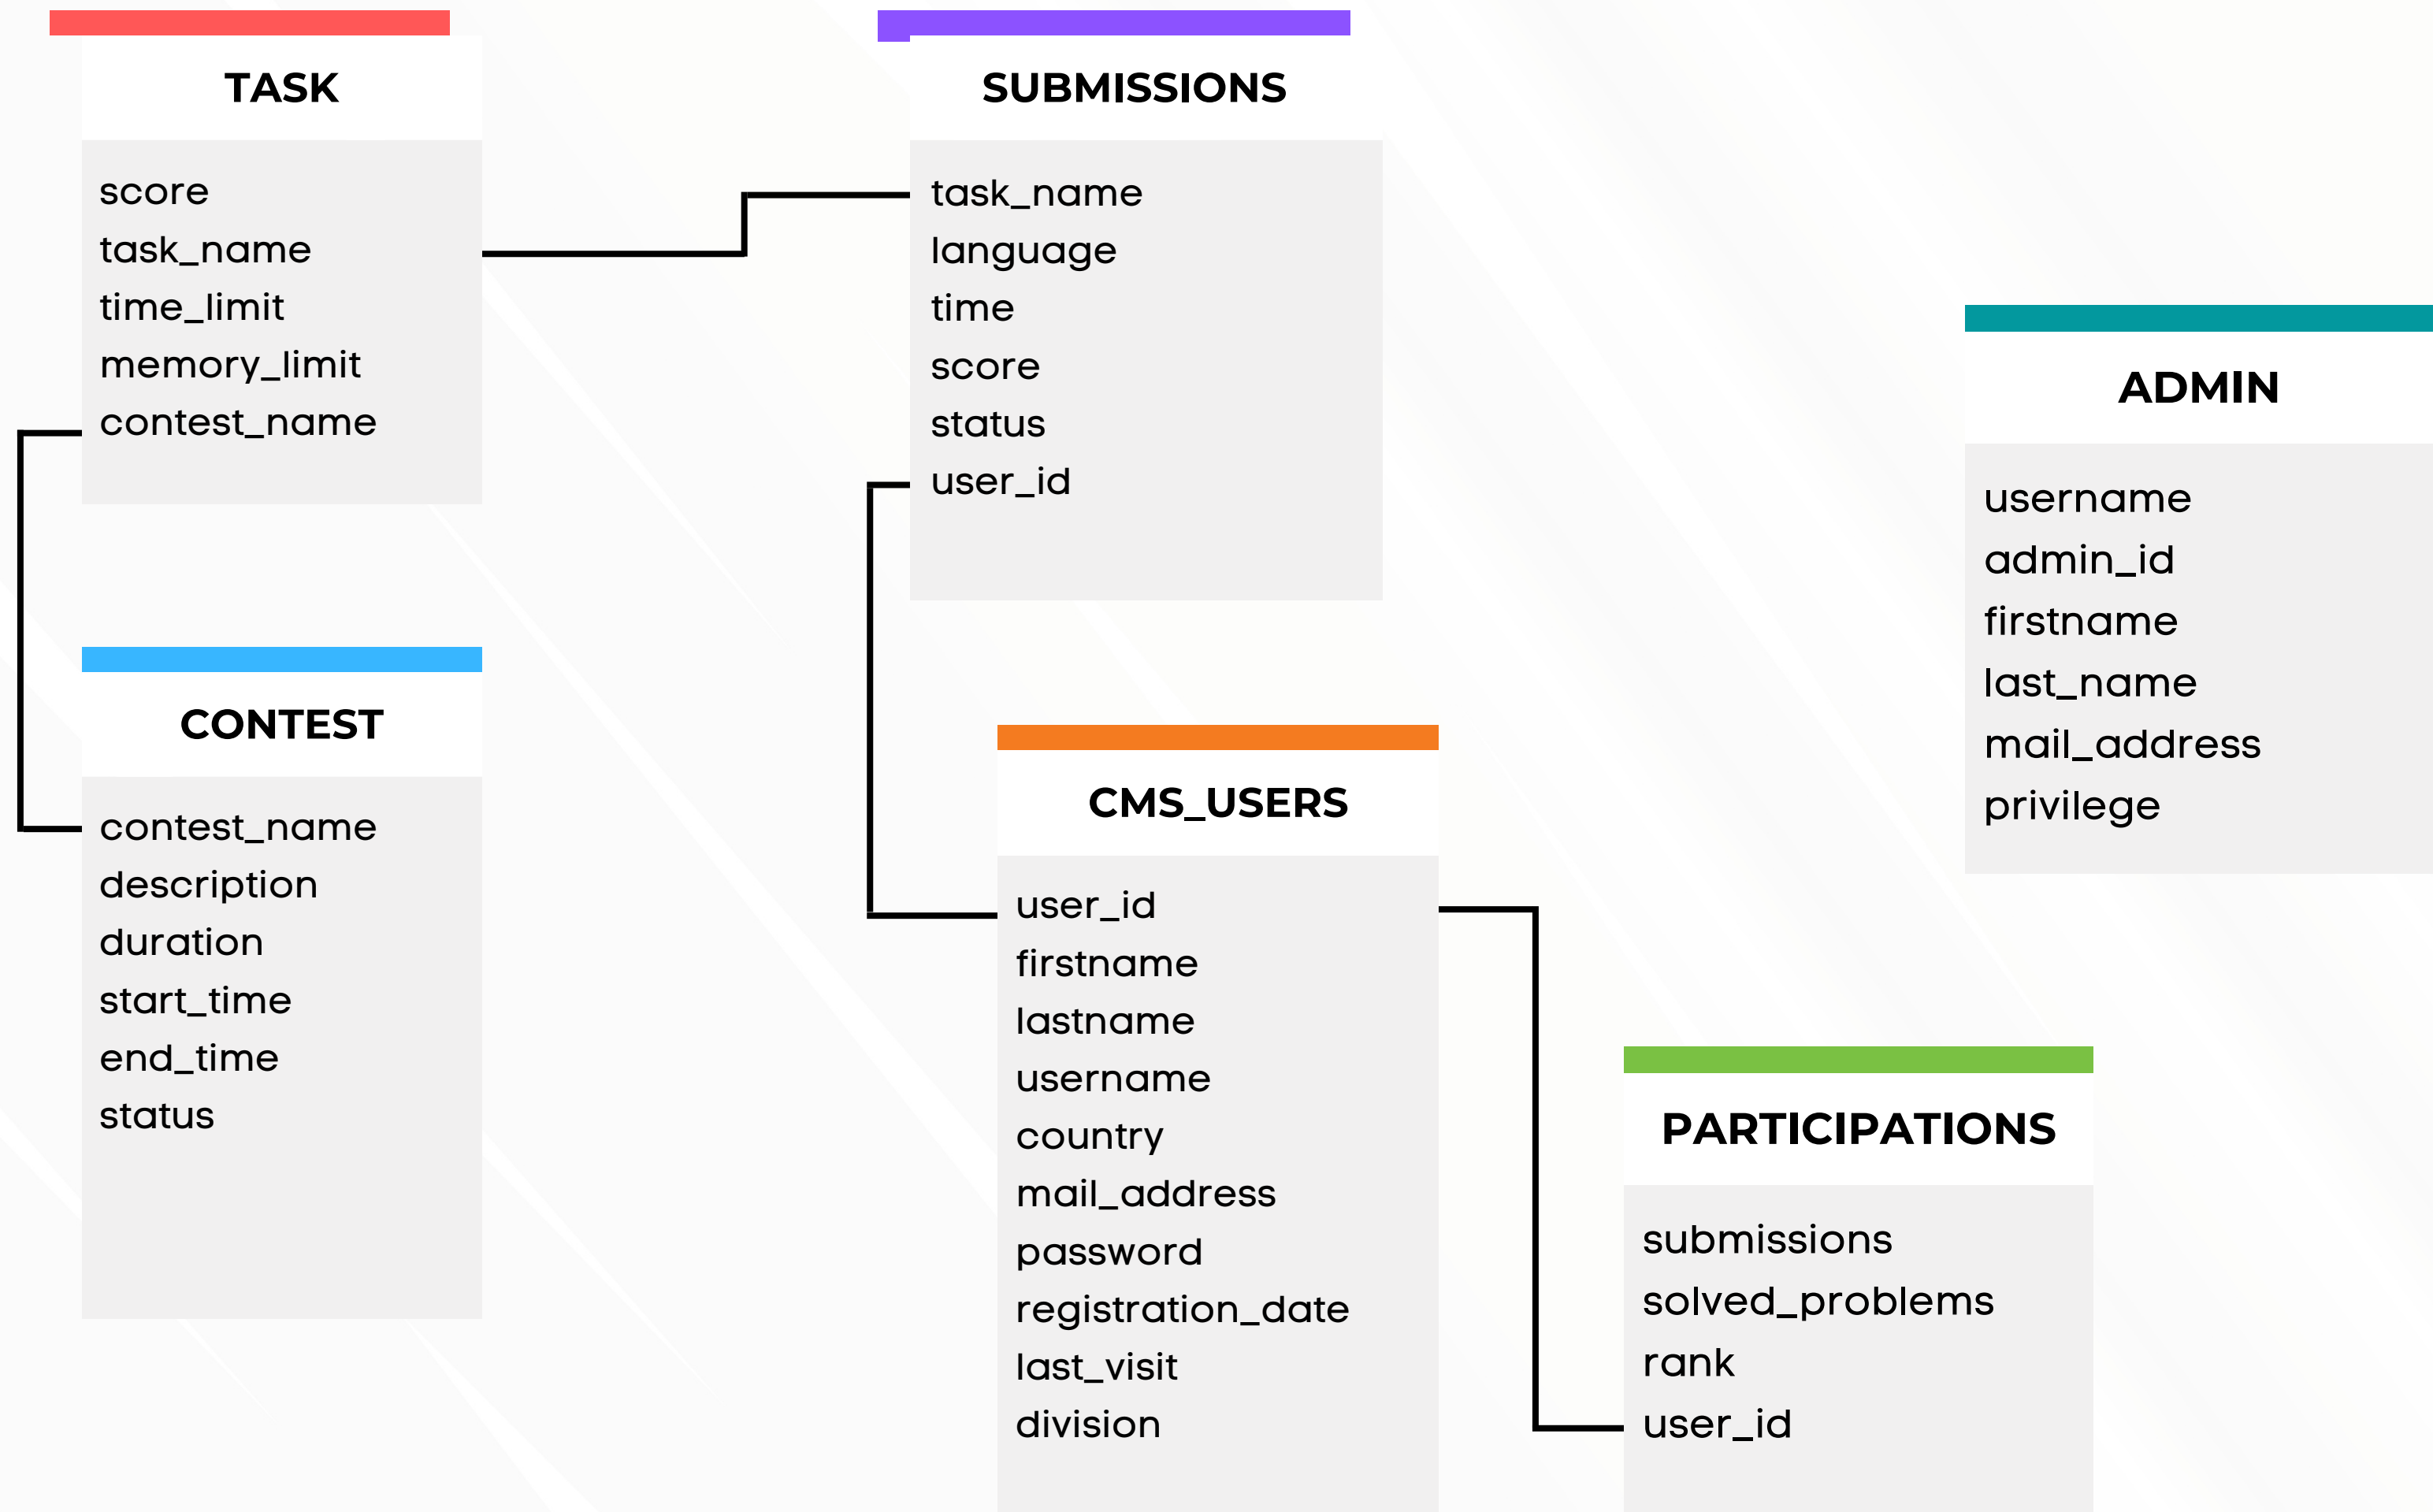 TASK
score
task_name
time_limit
memory_limit
contest_name
SUBMISSIONS
task_name
language
time
score
status
user_id
ADMIN
username
admin_id
firstname
last_name
mail_address
privilege
CONTEST
contest_name
description
duration
start_time
end_time
status
CMS_USERS
user_id
firstname
lastname
username
country
mail_address
password
registration_date
last_visit
division
PARTICIPATIONS
submissions
solved_problems
rank
user_id